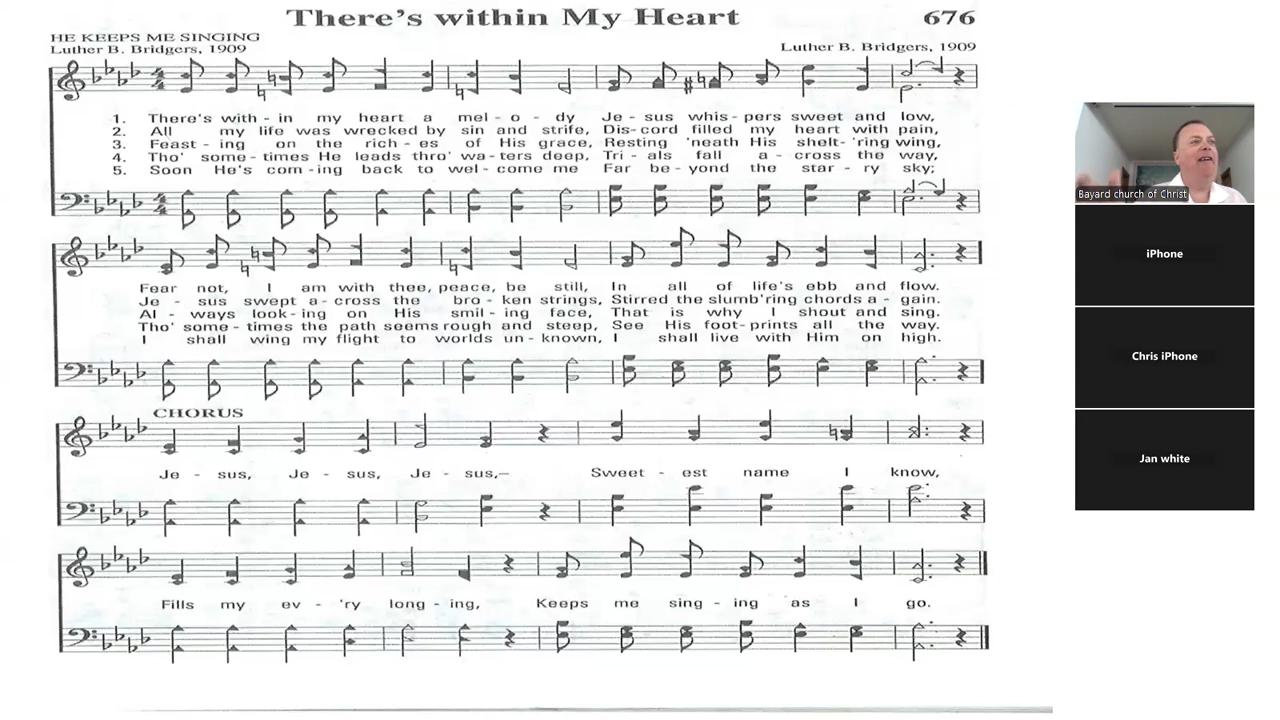 There's within My Heart 676
HE KEEPS ME SINGING
Luther B. Bridgers, 1909 Luther B. Bridgers, 1909
1. There's with - in my heart a mel - o - dy Je - sus whis - pers sweet and low,
2. All my life was wrecked by sin and strife, Dis - cord filled my heart with pain,
3. Feast - ing on the rich - es of His grace, Resting 'neath His shelt - 'ring wing,
4. Tho' some - times He leads thro' wa - ters deep, Tri - als fall a - cross the way,
5. Soon He's com - ing back to wel - come me Far be - yond the star - ry sky;
Fear not, I am with thee, peace, be still, In all of life's ebb and flow.
Je - sus swept a - cross the bro - ken strings, Stirred the slumb'ring chords a - gain.
Al - ways look - ing on His smil - ing face, That is why I shout and sing.
Tho' some - times the path seems rough and steep, See His foot - prints all the way.
I shall wing my flight to worlds un - known, I shall live with Him on high.
CHORUS
Je - sus, Je - sus, Je - sus,– Sweet - est name I know,
Fills my ev - 'ry long - ing, Keeps me sing - ing as I go.
Bayard church of Christ
iPhone
Chris iPhone
Jan white